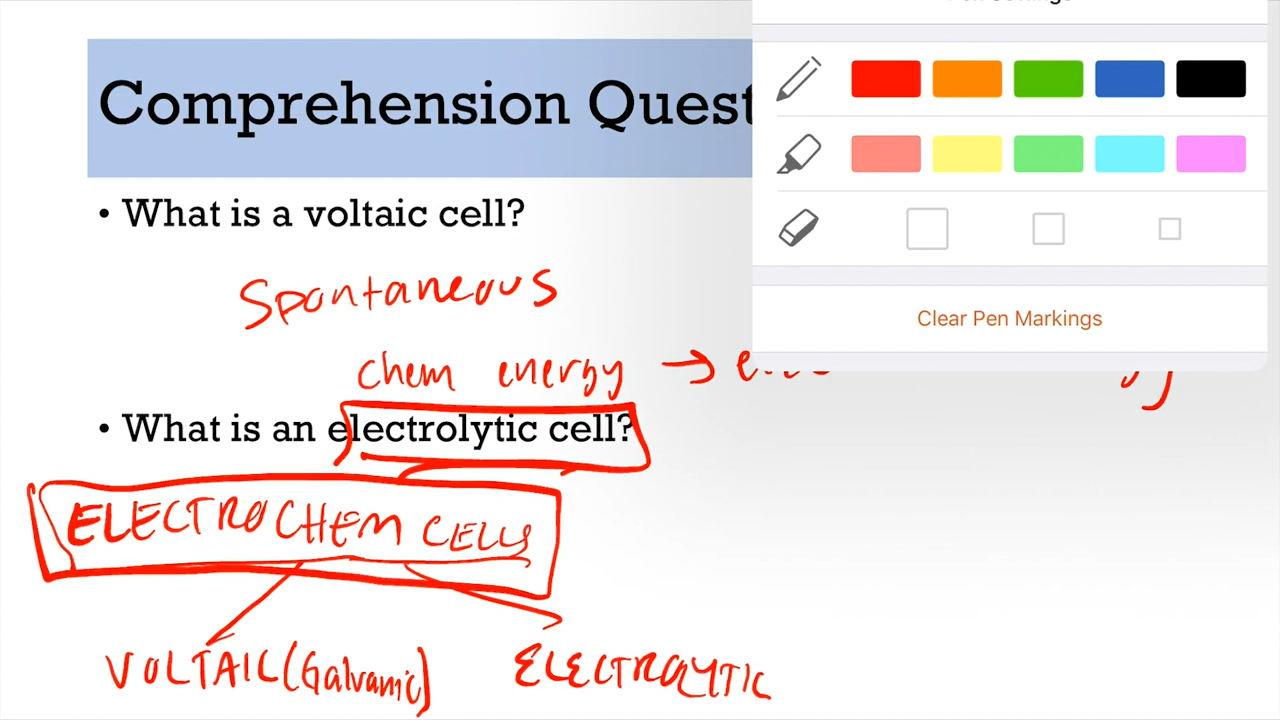 Comprehension Quest
• What is a voltaic cell?
Spontaneous
chem energy →
• What is an electrolytic cell?
ELECTROCHEM CELLS
VOLTAIC (Galvanic)
ELECTROLYTIC
Clear Pen Markings